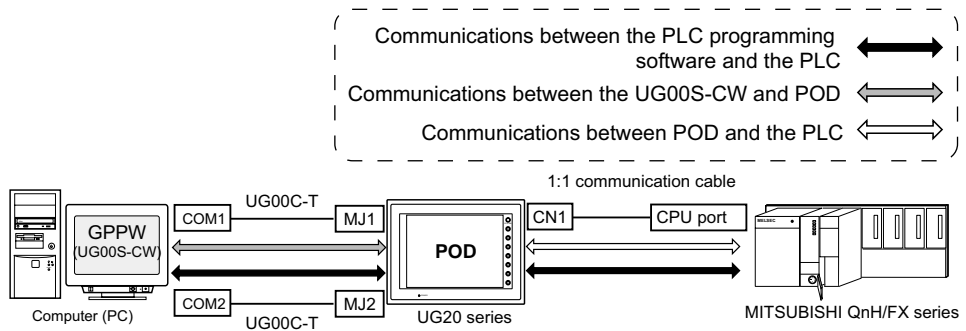 Communications between the PLC programming
software and the PLC
Communications between the UG00S-CW and POD
Communications between POD and the PLC
1:1 communication cable
UG00C-T
COM1
MJ1
CN1
CPU port
MELSEC
GPPW
(UG00S-CW)
POD
COM2
MJ2
UG00C-T
Computer (PC)
UG20 series
MITSUBISHI QnH/FX series